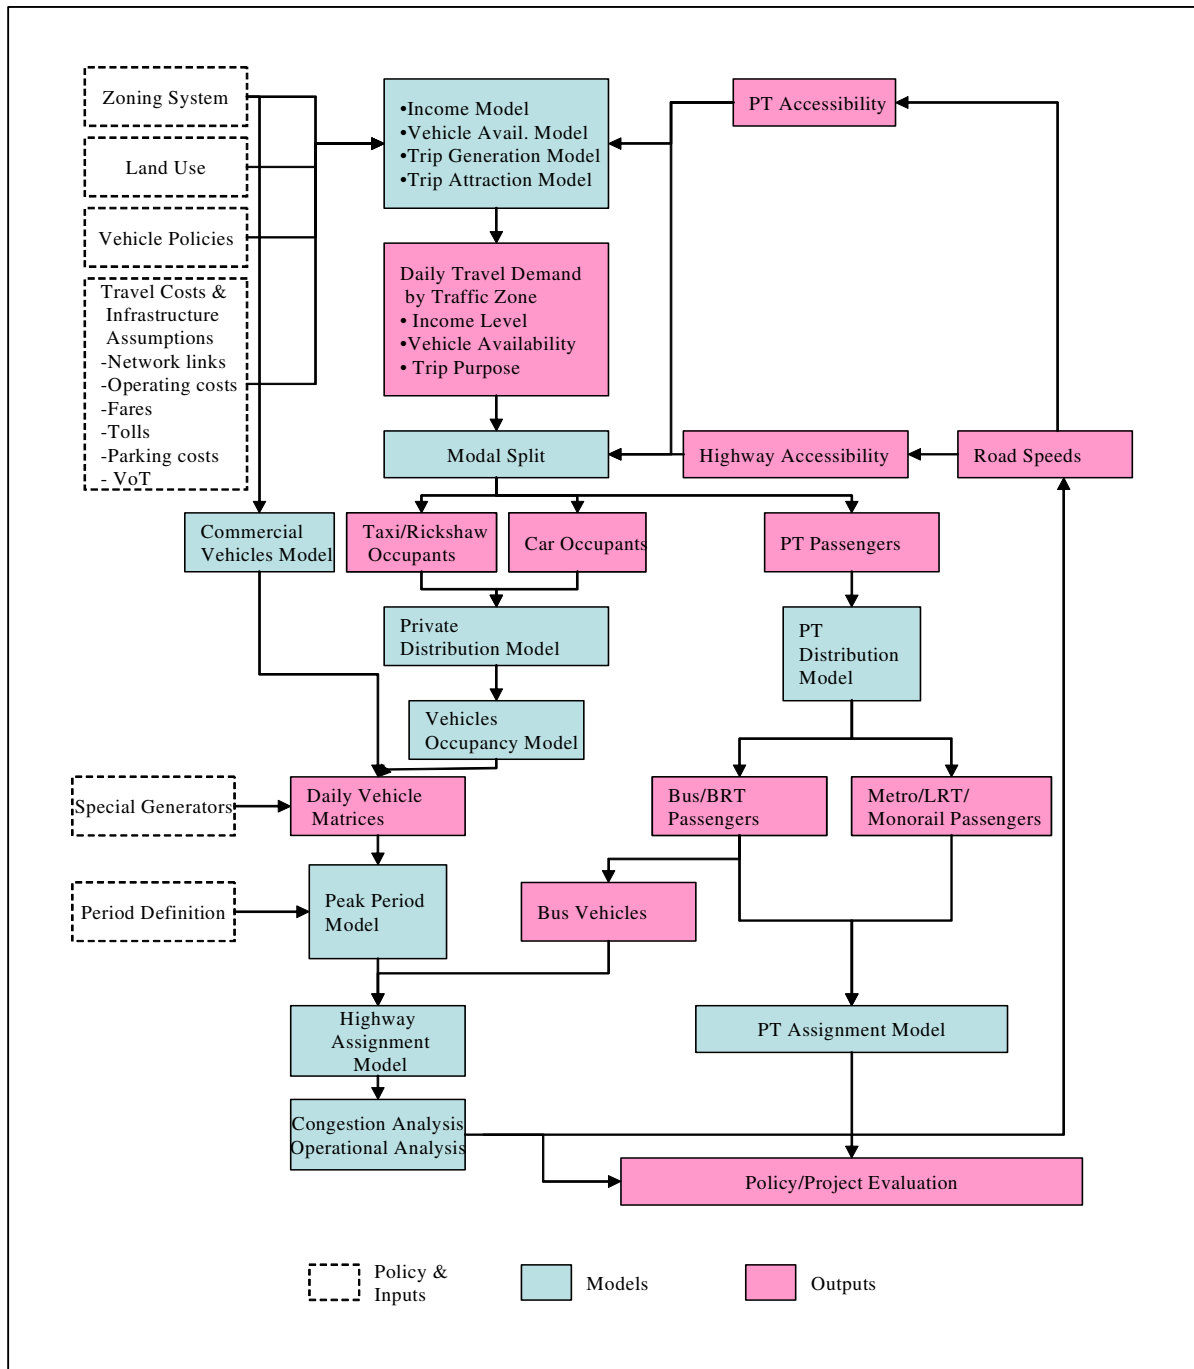 Zoning System
Land Use
Vehicle Policies
Travel Costs &
Infrastructure
Assumptions
-Network links
-Operating costs
-Fares
-Tolls
-Parking costs
- VoT
•Income Model
•Vehicle Avail. Model
•Trip Generation Model
•Trip Attraction Model
PT Accessibility
Daily Travel Demand
by Traffic Zone
• Income Level
•Vehicle Availability
• Trip Purpose
Modal Split
Highway Accessibility
Road Speeds
Commercial
Vehicles Model
Taxi/Rickshaw
Occupants
Car Occupants
PT Passengers
Private
Distribution Model
PT
Distribution
Model
Vehicles
Occupancy Model
Special Generators
Daily Vehicle
Matrices
Bus/BRT
Passengers
Metro/LRT/
Monorail Passengers
Period Definition
Peak Period
Model
Bus Vehicles
Highway
Assignment
Model
PT Assignment Model
Congestion Analysis
Operational Analysis
Policy/Project Evaluation
Policy &
Inputs
Models
Outputs